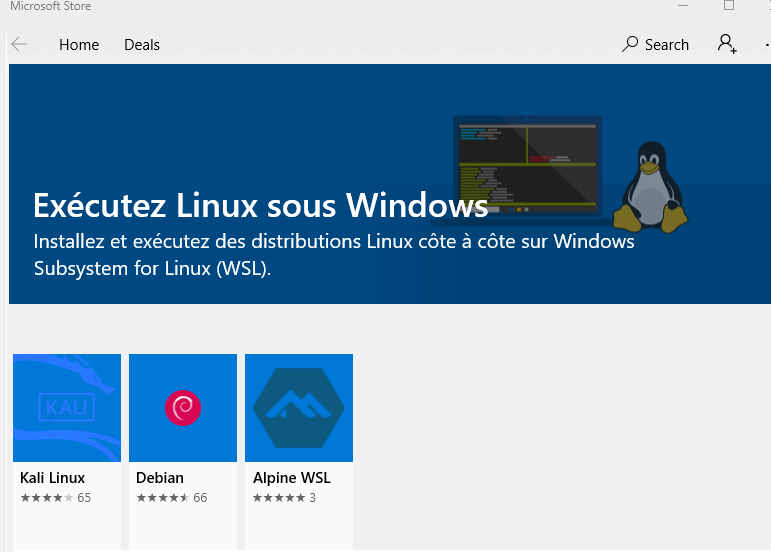 Microsoft Store
Home Deals Search
Exécutez Linux sous Windows
Installez et exécutez des distributions Linux côte à côte sur Windows
Subsystem for Linux (WSL).
KALI
Kali Linux Debian Alpine WSL
65 66 3